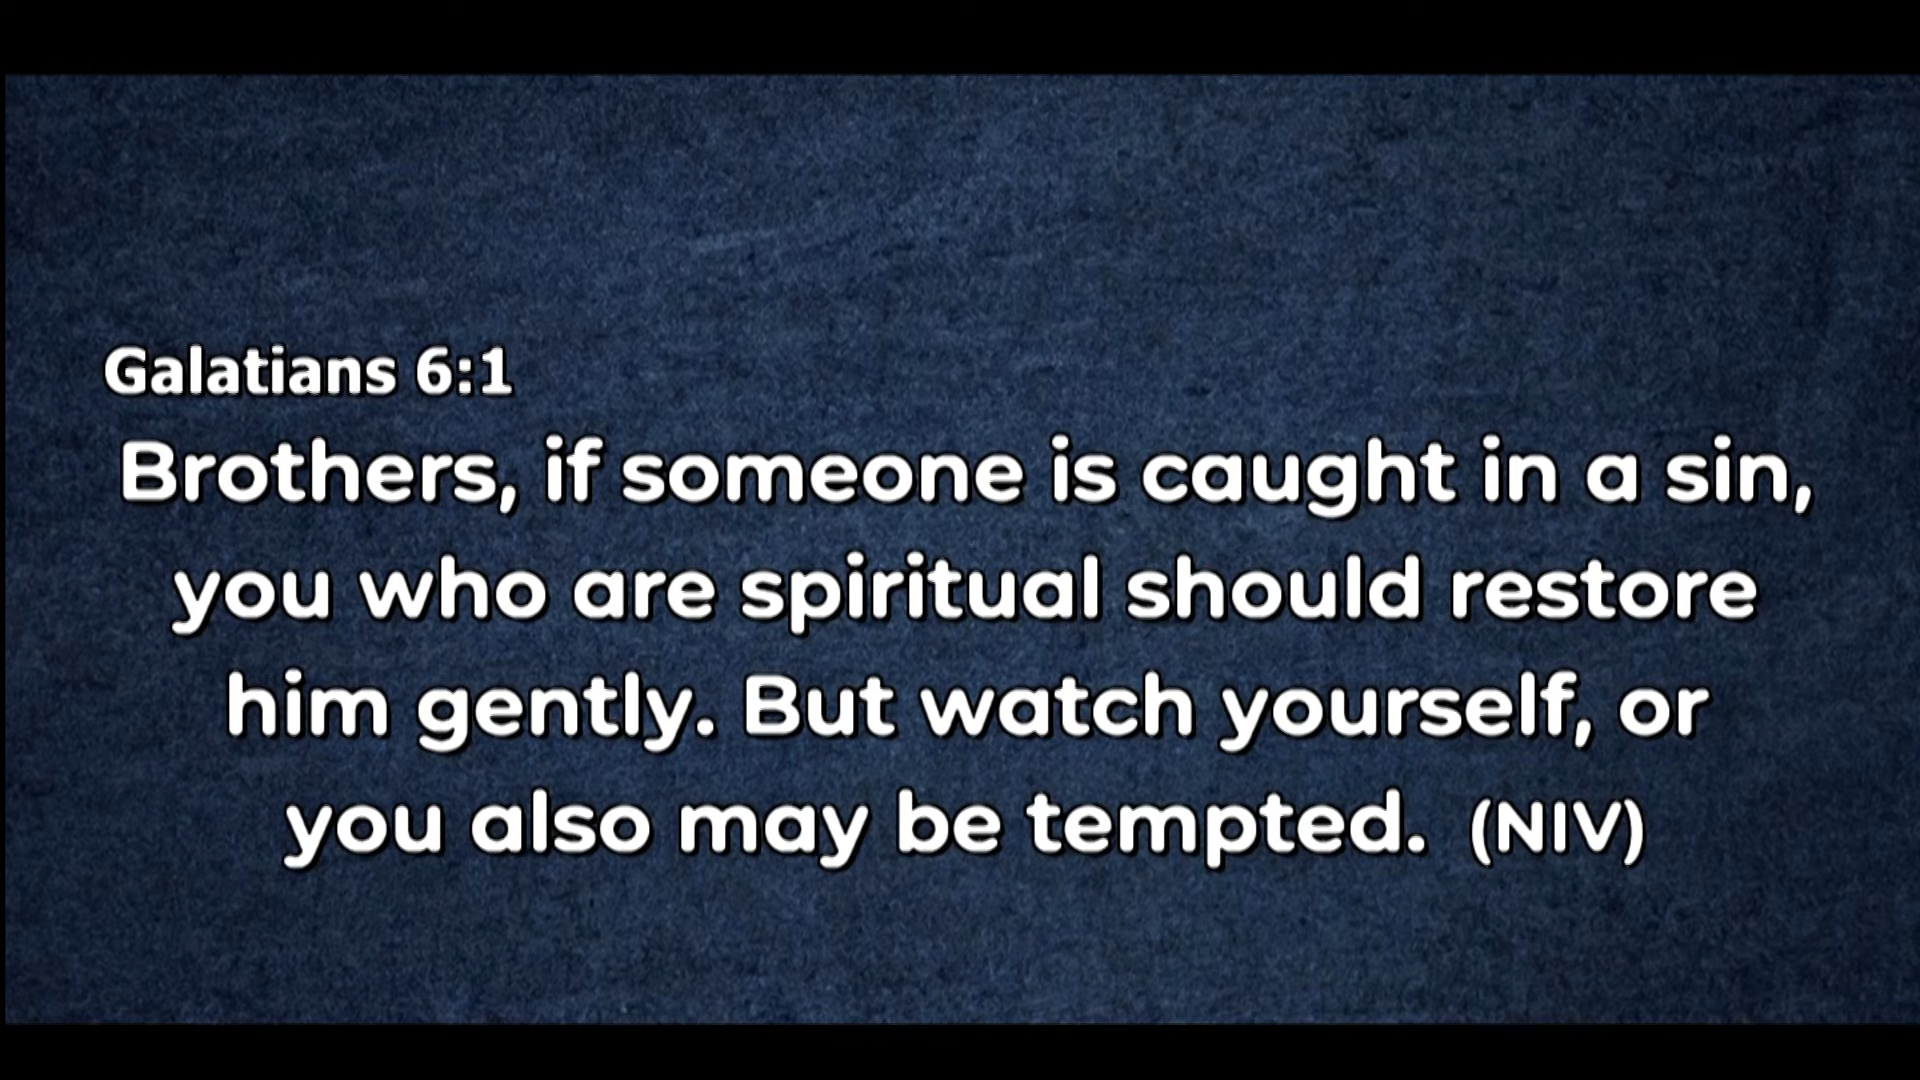 Galatians 6:1
Brothers, if someone is caught in a sin,
you who are spiritual should restore
him gently. But watch yourself, or
you also may be tempted. (NIV)